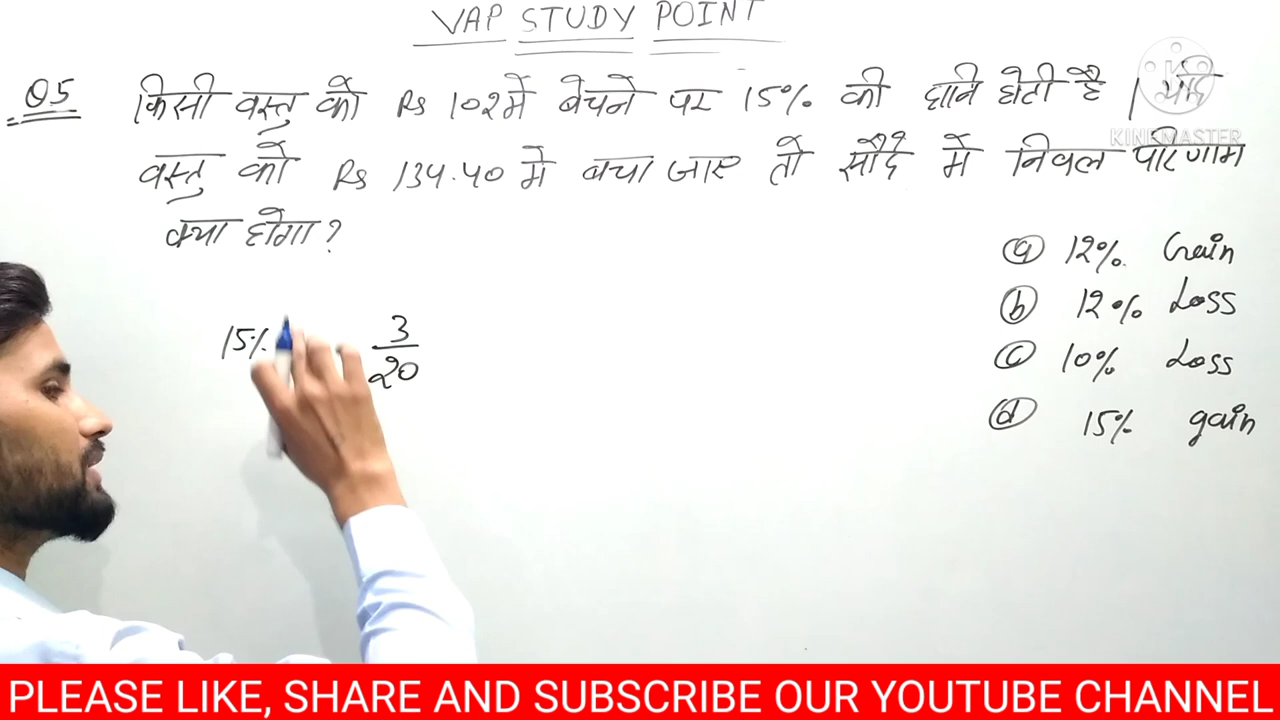 VAP STUDY POINT
Q5 किसी वस्तु को Rs 102 में बेचने पर 15% की हानि होती है । यदि
KINEMASTER
वस्तु को Rs 134.40 में बेचा जाए तो सौदे में निवल परिणाम
क्या होगा?
(a) 12% Gain
(b) 12% Loss
(c) 10% Loss
(d) 15% gain
15% 3/20
PLEASE LIKE, SHARE AND SUBSCRIBE OUR YOUTUBE CHANNEL